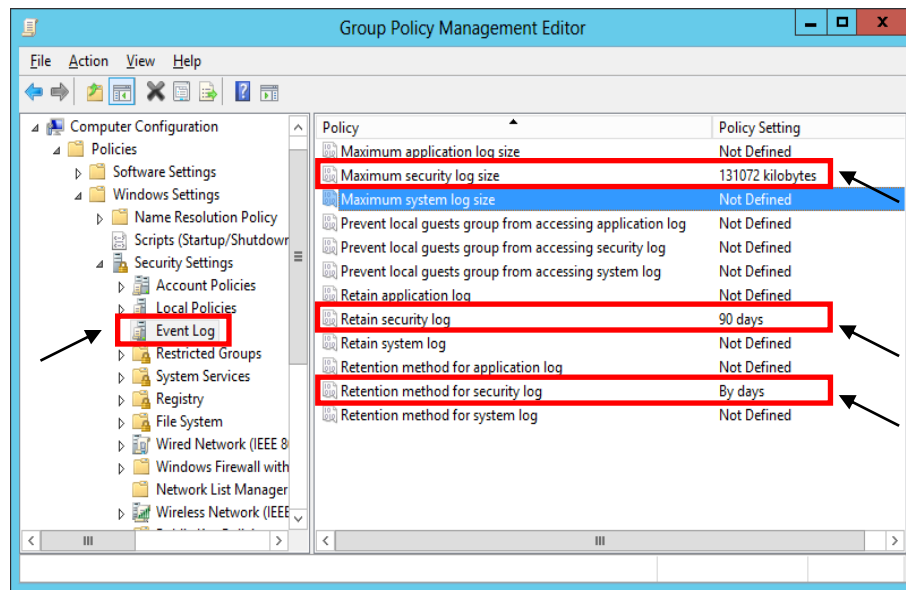 Group Policy Management Editor
File Action View Help
Computer Configuration
Policies
Software Settings
Windows Settings
Name Resolution Policy
Scripts (Startup/Shutdowr
Security Settings
Account Policies
Local Policies
Event Log
Restricted Groups
System Services
Registry
File System
Wired Network (IEEE 8
Windows Firewall with
Network List Manager
Wireless Network (IEEE
Policy Policy Setting
Maximum application log size Not Defined
Maximum security log size 131072 kilobytes
Maximum system log size Not Defined
Prevent local guests group from accessing application log Not Defined
Prevent local guests group from accessing security log Not Defined
Prevent local guests group from accessing system log Not Defined
Retain application log Not Defined
Retain security log 90 days
Retain system log Not Defined
Retention method for application log Not Defined
Retention method for security log By days
Retention method for system log Not Defined